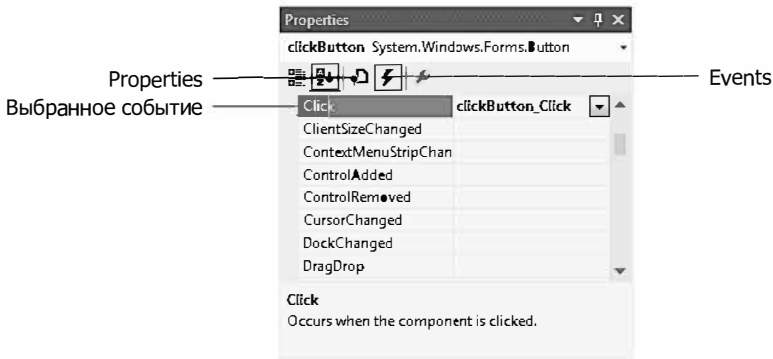 Properties
clickButton System.Windows.Forms.Button
Properties
Events
Выбранное событие
Click clickButton_Click
ClientSizeChanged
ContextMenuStripChan
ControlAdded
ControlRemoved
CursorChanged
DockChanged
DragDrop
Click
Occurs when the component is clicked.